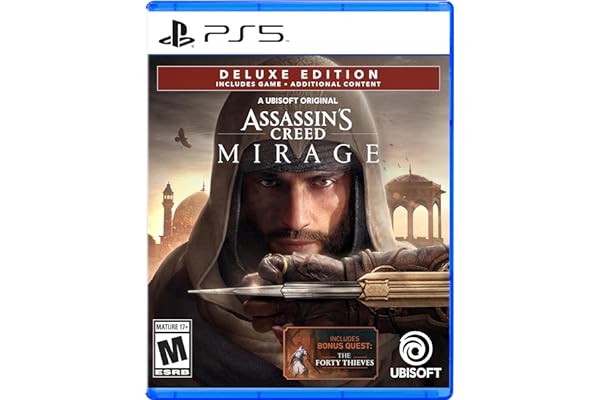 PS5
DELUXE EDITION
INCLUDES GAME • ADDITIONAL CONTENT
A UBISOFT ORIGINAL
ASSASSIN'S
CREED
MIRAGE
MATURE 17+
M
ESRB
INCLUDES
BONUS QUEST:
THE
FORTY THIEVES
UBISOFT